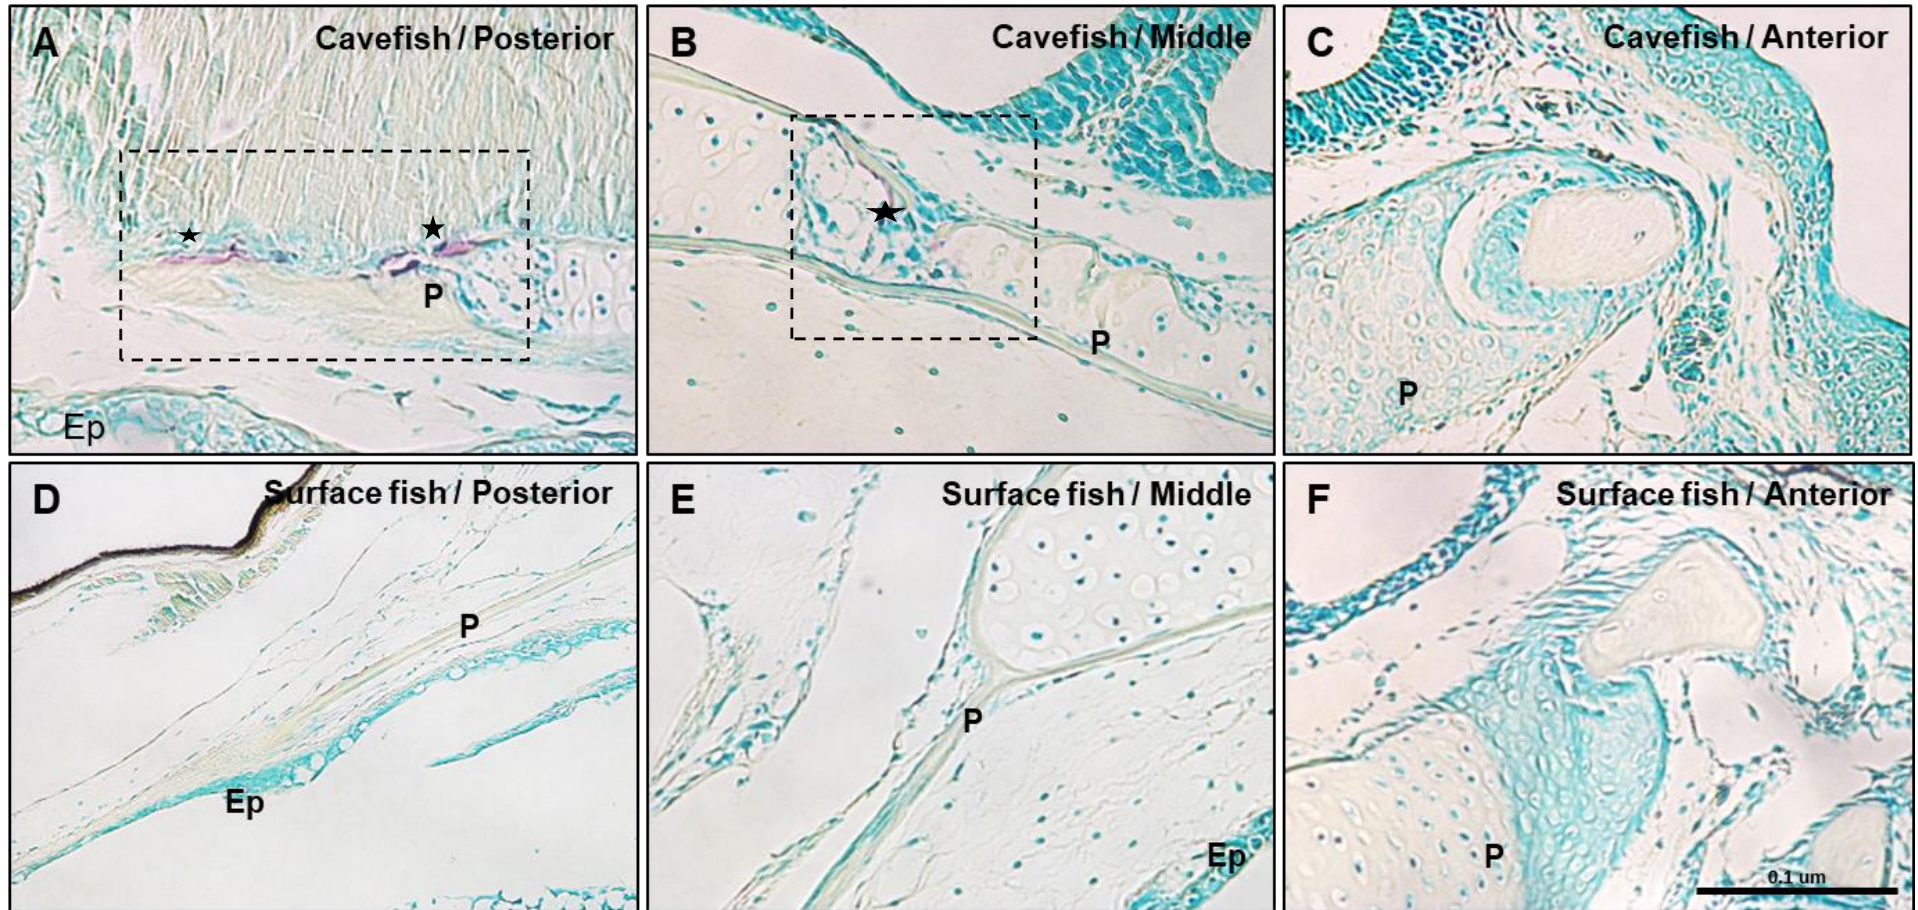 A
Cavefish / Posterior
P
Ep
B
Cavefish / Middle
P
C
Cavefish / Anterior
P
D
Surface fish / Posterior
P
Ep
E
Surface fish / Middle
P
Ep
F
Surface fish / Anterior
P
0.1 um